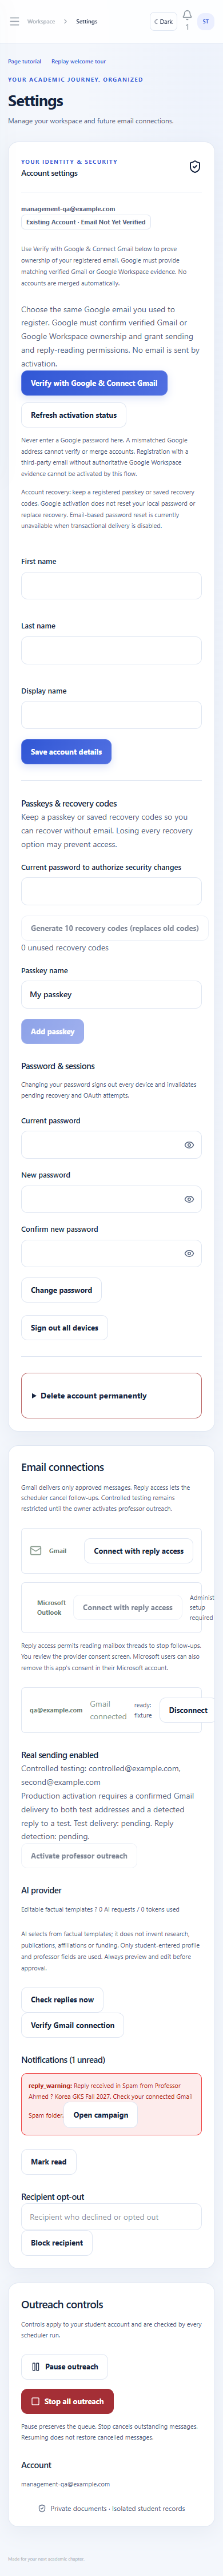 Workspace
Settings
Dark
1
ST
Page tutorial
Replay welcome tour
YOUR ACADEMIC JOURNEY, ORGANIZED
Settings
Manage your workspace and future email connections.
YOUR IDENTITY & SECURITY
Account settings
management-qa@example.com
Existing Account - Email Not Yet Verified
Use Verify with Google & Connect Gmail below to prove
ownership of your registered email. Google must provide
matching verified Gmail or Google Workspace evidence. No
accounts are merged automatically.
Choose the same Google email you used to
register. Google must confirm verified Gmail or
Google Workspace ownership and grant sending
and reply-reading permissions. No email is sent by
activation.
Verify with Google & Connect Gmail
Refresh activation status
Never enter a Google password here. A mismatched Google
address cannot verify or merge accounts. Registration with a
third-party email without authoritative Google Workspace
evidence cannot be activated by this flow.
Account recovery: keep a registered passkey or saved recovery
codes. Google activation does not reset your local password or
replace recovery. Email-based password reset is currently
unavailable when transactional delivery is disabled.
First name
Last name
Display name
Save account details
Passkeys & recovery codes
Keep a passkey or saved recovery codes so you
can recover without email. Losing every recovery
option may prevent access.
Current password to authorize security changes
Generate 10 recovery codes (replaces old codes)
0 unused recovery codes
Passkey name
My passkey
Add passkey
Password & sessions
Changing your password signs out every device and invalidates
pending recovery and OAuth attempts.
Current password
New password
Confirm new password
Change password
Sign out all devices
Delete account permanently
Email connections
Gmail delivers only approved messages. Reply access lets the
scheduler cancel follow-ups. Controlled testing remains
restricted until the owner activates professor outreach.
Gmail
Connect with reply access
Microsoft
Outlook
Connect with reply access
Administ
setup
required
Reply access permits reading mailbox threads to stop follow-ups.
You review the provider consent screen. Microsoft users can also
remove this app's consent in their Microsoft account.
qa@example.com
Gmail
connected
ready:
fixture
Disconnect
Real sending enabled
Controlled testing: controlled@example.com,
second@example.com
Production activation requires a confirmed Gmail
delivery to both test addresses and a detected
reply to a test. Test delivery: pending. Reply
detection: pending.
Activate professor outreach
AI provider
Editable factual templates ? 0 AI requests / 0 tokens used
AI selects from factual templates; it does not invent research,
publications, affiliations or funding. Only student-entered profile
and professor fields are used. Always preview and edit before
approval.
Check replies now
Verify Gmail connection
Notifications (1 unread)
reply_warning: Reply received in Spam from Professor
Ahmed ? Korea GKS Fall 2027. Check your connected Gmail
Spam folder.
Open campaign
Mark read
Recipient opt-out
Recipient who declined or opted out
Block recipient
Outreach controls
Controls apply to your student account and are checked by every
scheduler run.
Pause outreach
Stop all outreach
Pause preserves the queue. Stop cancels outstanding messages.
Resuming does not restore cancelled messages.
Account
management-qa@example.com
Private documents · Isolated student records
Made for your next academic chapter.